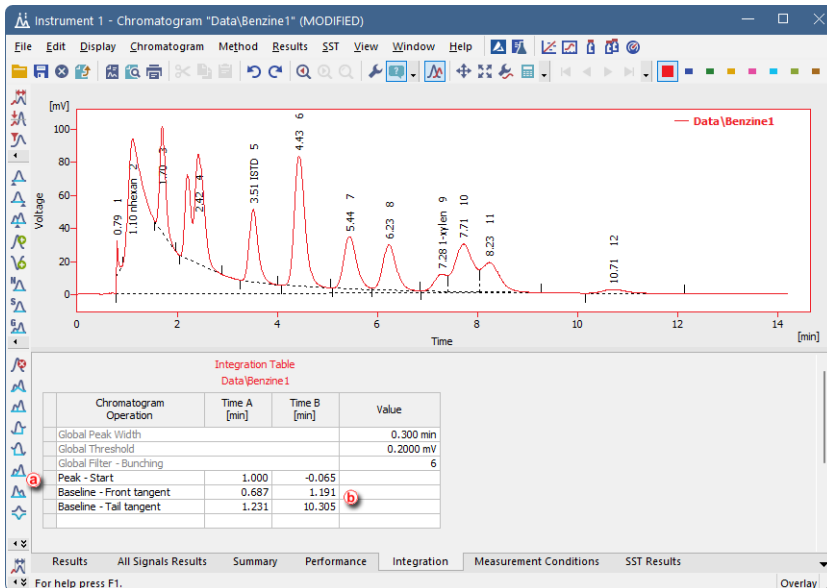 Instrument 1 - Chromatogram "Data\Benzine1" (MODIFIED)
File Edit Display Chromatogram Method Results SST View Window Help
[mV]
Data\Benzine1
100
80
60
40
20
0
Voltage
0.79 1
1.10 nhexan 2
1.70 3
2.42 4
3.51 ISTD 5
4.43 6
5.44 7
6.23 8
7.28 1-xylen 9
7.71 10
8.23 11
10.71 12
0 2 4 6 8 10 12 14
Time
[min]
Integration Table
Data\Benzine1
Chromatogram Operation Time A [min] Time B [min] Value
Global Peak Width 0.300 min
Global Threshold 0.2000 mV
Global Filter - Bunching 6
Peak - Start 1.000 -0.065
Baseline - Front tangent 0.687 1.191
Baseline - Tail tangent 1.231 10.305
a
b
Results All Signals Results Summary Performance Integration Measurement Conditions SST Results
For help press F1. Overlay